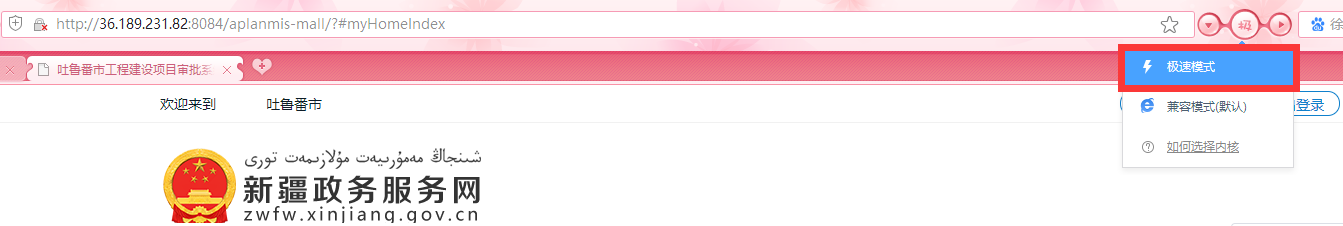 http://36.189.231.82:8084/aplanmis-mall/?#myHomeIndex
极
徐
吐鲁番市工程建设项目审批系
极速模式
兼容模式(默认)
如何选择内核
登录
欢迎来到
吐鲁番市
شىنجاڭ مەمۇرىيەت مۇلازىمەت تورى
新疆政务服务网
zwfw.xinjiang.gov.cn